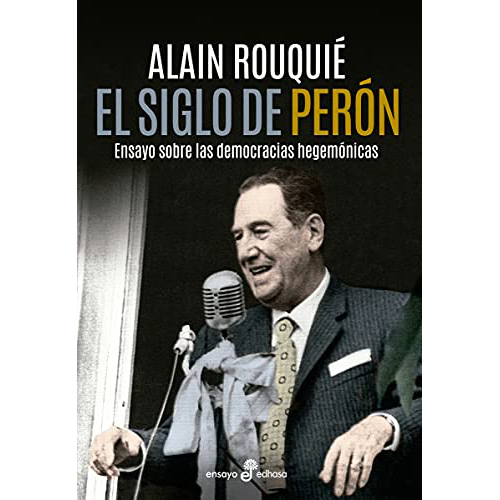 ALAIN ROUQUIÉ
EL SIGLO DE PERÓN
Ensayo sobre las democracias hegemónicas
ensayo edhasa